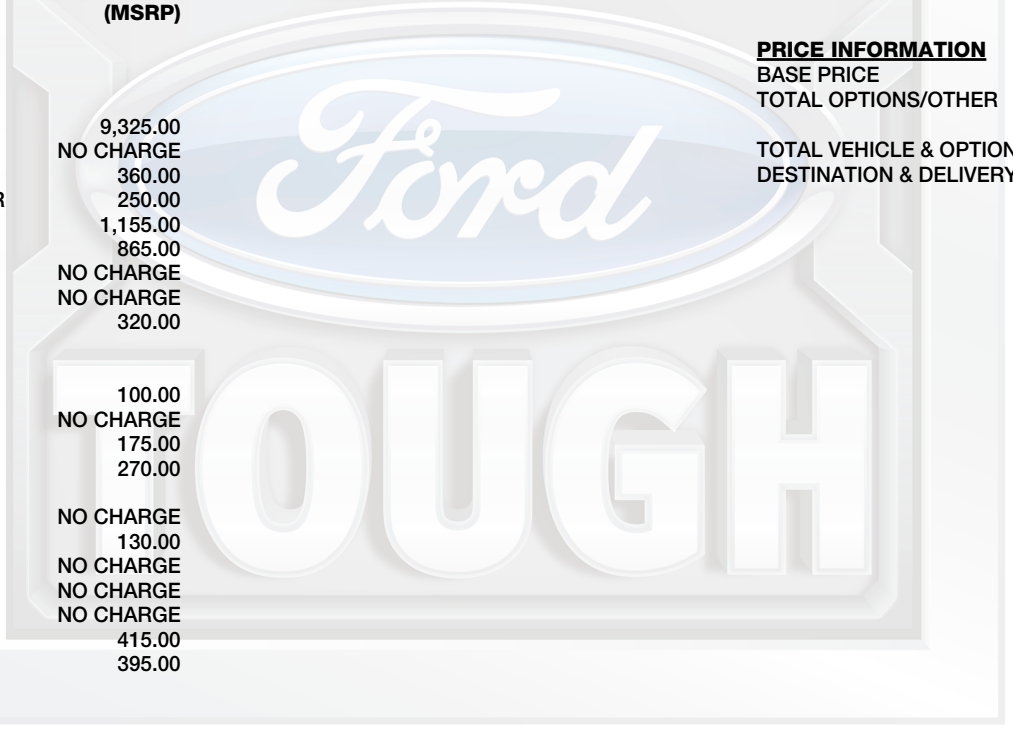 (MSRP)
9,325.00
NO CHARGE
360.00
R 250.00
1,155.00
865.00
NO CHARGE
NO CHARGE
320.00
100.00
NO CHARGE
175.00
270.00
NO CHARGE
130.00
NO CHARGE
NO CHARGE
NO CHARGE
415.00
395.00
PRICE INFORMATION
BASE PRICE
TOTAL OPTIONS/OTHER
TOTAL VEHICLE & OPTION
DESTINATION & DELIVERY
Ford
TOUGH